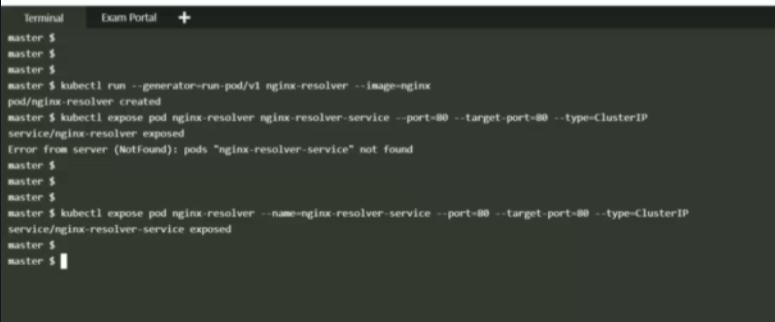 Terminal Exam Portal +
master $
master $
master $
master $ kubectl run --generator=run-pod/v1 nginx-resolver --image=nginx
pod/nginx-resolver created
master $ kubectl expose pod nginx-resolver nginx-resolver-service --port=80 --target-port=80 --type=ClusterIP
service/nginx-resolver exposed
Error from server (NotFound): pods "nginx-resolver-service" not found
master $
master $
master $
master $ kubectl expose pod nginx-resolver --name=nginx-resolver-service --port=80 --target-port=80 --type=ClusterIP
service/nginx-resolver-service exposed
master $
master $